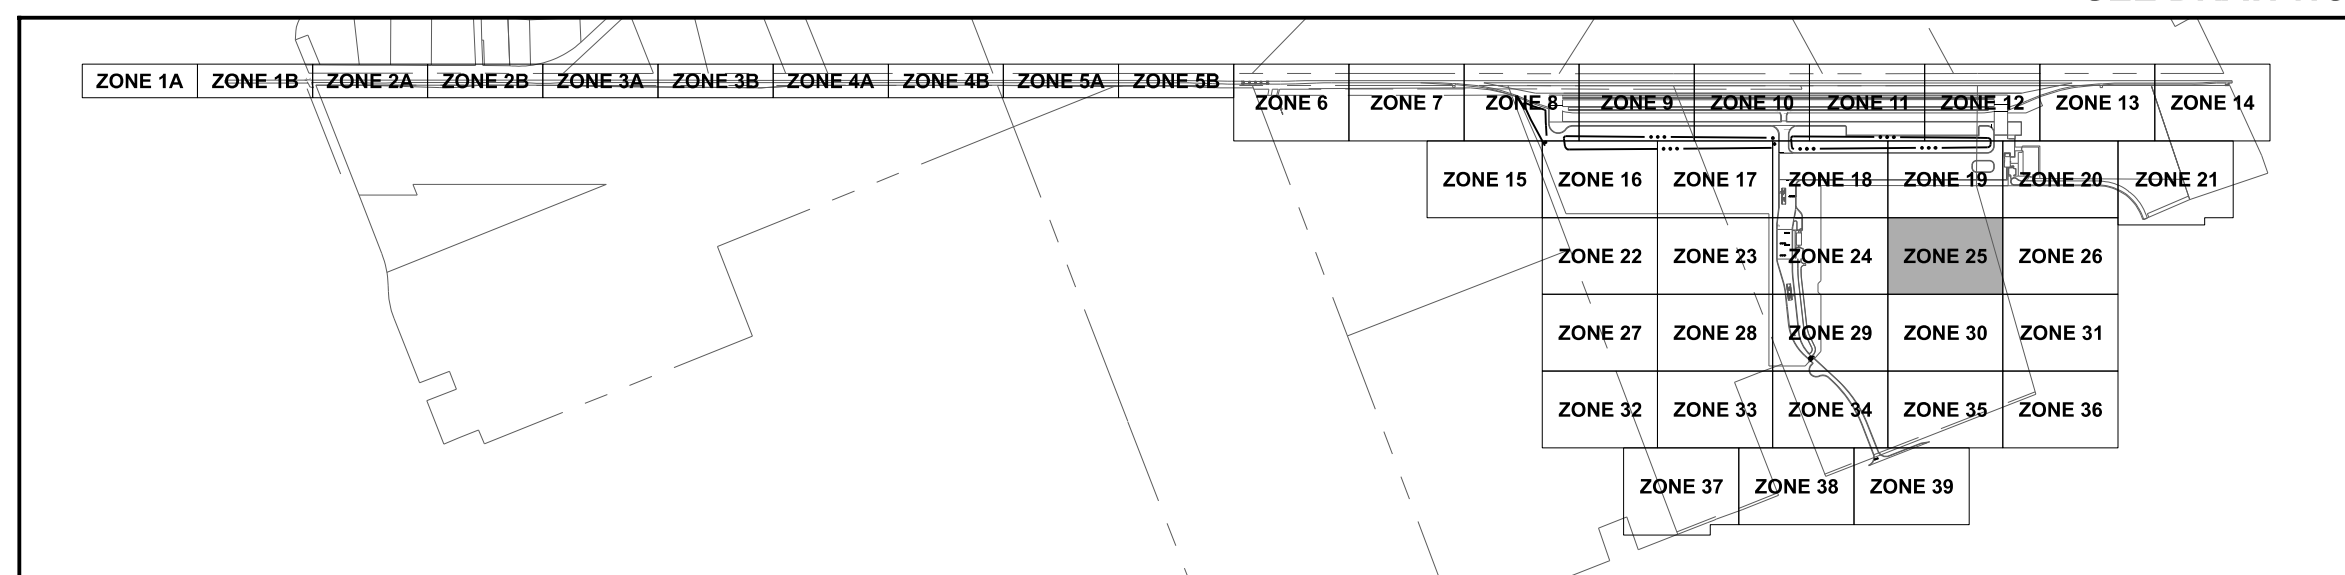 ZONE 1A ZONE 1B ZONE 2A ZONE 2B ZONE 3A ZONE 3B ZONE 4A ZONE 4B ZONE 5A ZONE 5B
ZONE 6 ZONE 7 ZONE 8 ZONE 9 ZONE 10 ZONE 11 ZONE 12 ZONE 13 ZONE 14
ZONE 15 ZONE 16 ZONE 17 ZONE 18 ZONE 19 ZONE 20 ZONE 21
ZONE 22 ZONE 23 ZONE 24 ZONE 25 ZONE 26
ZONE 27 ZONE 28 ZONE 29 ZONE 30 ZONE 31
ZONE 32 ZONE 33 ZONE 34 ZONE 35 ZONE 36
ZONE 37 ZONE 38 ZONE 39